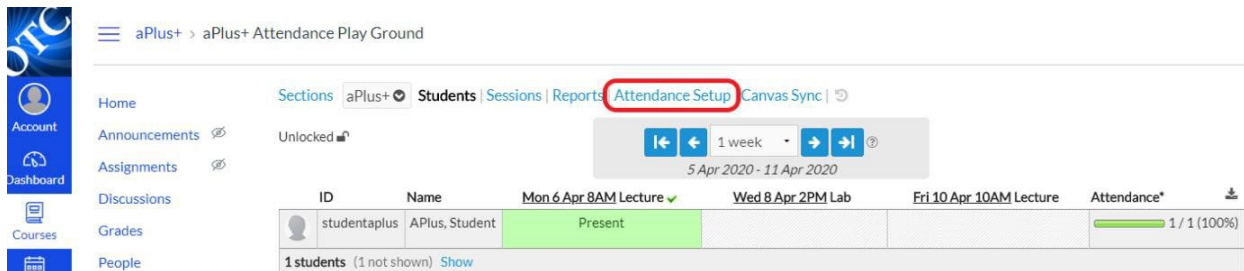 OTC
aPlus+ > aPlus+ Attendance Play Ground
Account
Dashboard
Courses
Home
Announcements
Assignments
Discussions
Grades
People
Sections aPlus+ Students | Sessions | Reports | Attendance Setup | Canvas Sync |
Unlocked
1 week
5 Apr 2020 - 11 Apr 2020
ID Name Mon 6 Apr 8AM Lecture Wed 8 Apr 2PM Lab Fri 10 Apr 10AM Lecture Attendance*
studentaplus APlus, Student Present 1 / 1 (100%)
1 students (1 not shown) Show